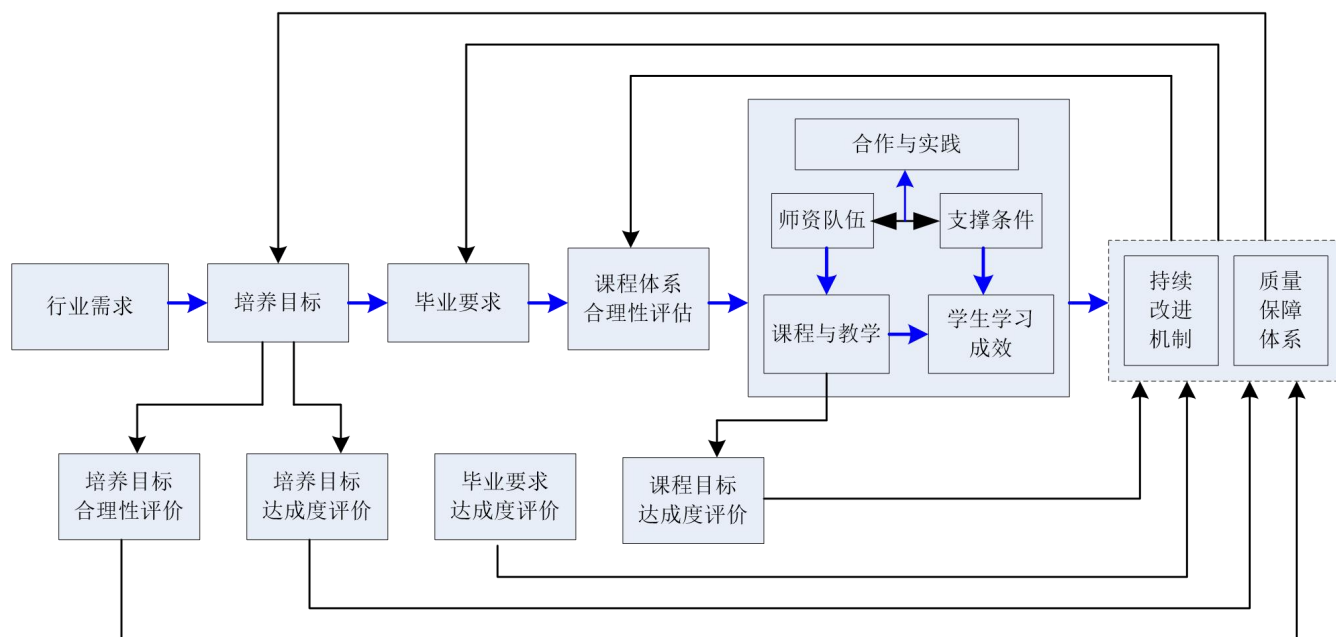 合作与实践
师资队伍
支撑条件
行业需求
培养目标
毕业要求
课程体系
合理性评估
课程与教学
学生学习
成效
持续
改进
机制
质量
保障
体系
培养目标
合理性评价
培养目标
达成度评价
毕业要求
达成度评价
课程目标
达成度评价